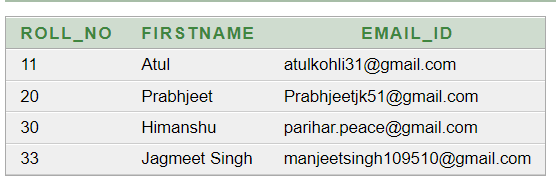 ROLL_NO FIRSTNAME EMAIL_ID
11 Atul atulkohli31@gmail.com
20 Prabhjeet Prabhjeetjk51@gmail.com
30 Himanshu parihar.peace@gmail.com
33 Jagmeet Singh manjeetsingh109510@gmail.com